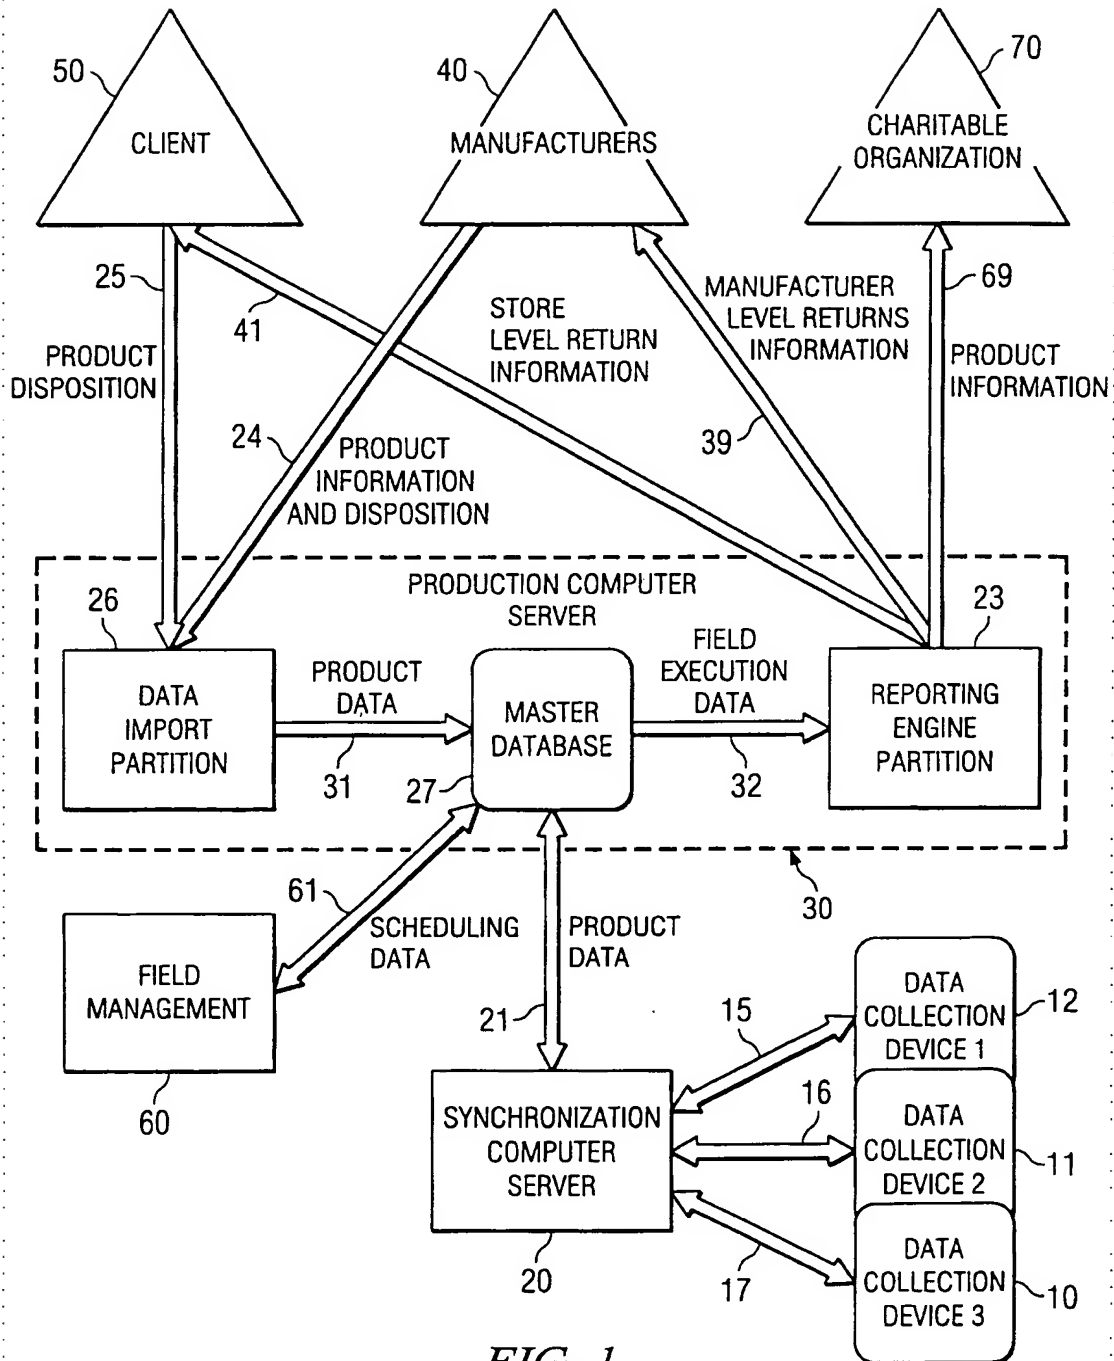 50
40
70
CLIENT
MANUFACTURERS
CHARITABLE
ORGANIZATION
25
41
STORE
LEVEL RETURN
INFORMATION
MANUFACTURER
LEVEL RETURNS
INFORMATION
69
PRODUCT
DISPOSITION
PRODUCT
INFORMATION
24
PRODUCT
INFORMATION
AND DISPOSITION
39
PRODUCTION COMPUTER
SERVER
26
23
DATA
IMPORT
PARTITION
PRODUCT
DATA
31
MASTER
DATABASE
27
FIELD
EXECUTION
DATA
32
REPORTING
ENGINE
PARTITION
30
61
SCHEDULING
DATA
PRODUCT
DATA
21
FIELD
MANAGEMENT
60
SYNCHRONIZATION
COMPUTER
SERVER
20
15
16
17
DATA
COLLECTION
DEVICE 1
12
DATA
COLLECTION
DEVICE 2
11
DATA
COLLECTION
DEVICE 3
10
FIG. 1